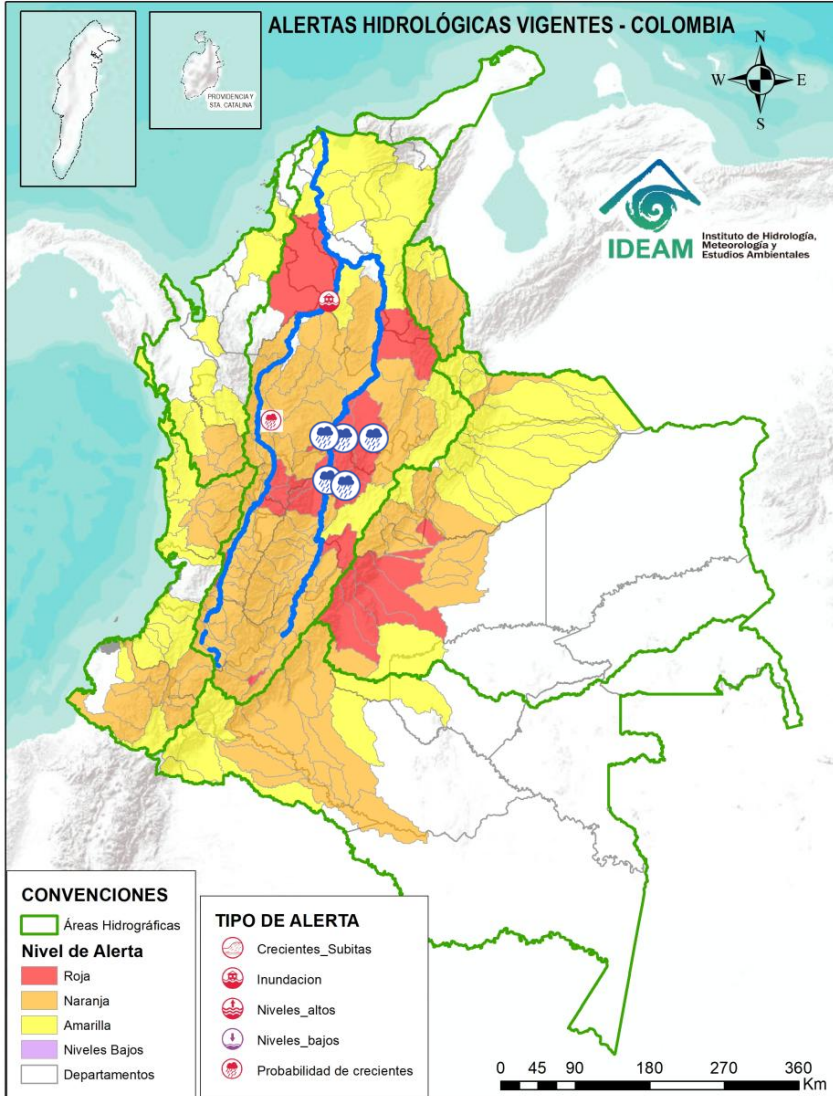 ALERTAS HIDROLÓGICAS VIGENTES - COLOMBIA
PROVIDENCIA Y
STA. CATALINA
N
W
E
S
IDEAM
Instituto de Hidrología,
Meteorología y
Estudios Ambientales
CONVENCIONES
Áreas Hidrográficas
Nivel de Alerta
Roja
Naranja
Amarilla
Niveles Bajos
Departamentos
TIPO DE ALERTA
Crecientes_Subitas
Inundacion
Niveles_altos
Niveles_bajos
Probabilidad de crecientes
0 45 90 180 270 360
Km